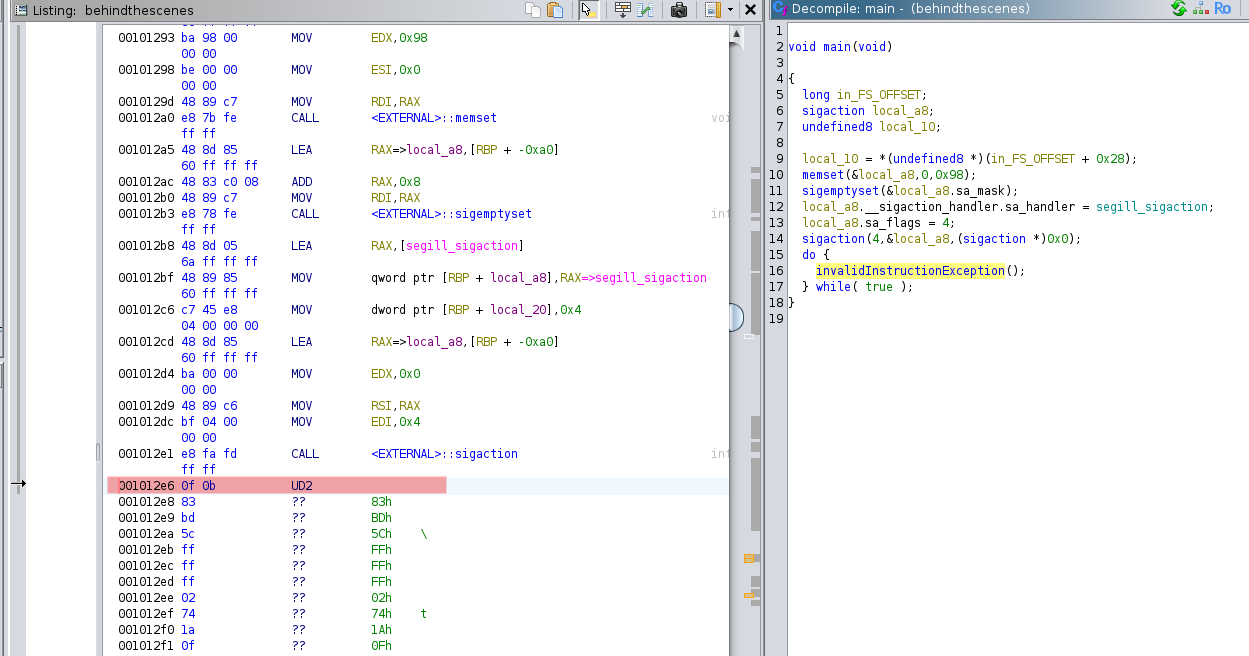 Listing: behindthescenes
00101293 ba 98 00 MOV EDX,0x98
00 00
00101298 be 00 00 MOV ESI,0x0
00 00
0010129d 48 89 c7 MOV RDI,RAX
001012a0 e8 7b fe CALL <EXTERNAL>::memset voi
ff ff
001012a5 48 8d 85 LEA RAX=>local_a8,[RBP + -0xa0]
60 ff ff ff
001012ac 48 83 c0 08 ADD RAX,0x8
001012b0 48 89 c7 MOV RDI,RAX
001012b3 e8 78 fe CALL <EXTERNAL>::sigemptyset int
ff ff
001012b8 48 8d 05 LEA RAX,[segill_sigaction]
6a ff ff ff
001012bf 48 89 85 MOV qword ptr [RBP + local_a8],RAX=>segill_sigaction
60 ff ff ff
001012c6 c7 45 e8 MOV dword ptr [RBP + local_20],0x4
04 00 00 00
001012cd 48 8d 85 LEA RAX=>local_a8,[RBP + -0xa0]
60 ff ff ff
001012d4 ba 00 00 MOV EDX,0x0
00 00
001012d9 48 89 c6 MOV RSI,RAX
001012dc bf 04 00 MOV EDI,0x4
00 00
001012e1 e8 fa fd CALL <EXTERNAL>::sigaction int
ff ff
001012e6 0f 0b UD2
001012e8 83 ?? 83h
001012e9 bd ?? BDh
001012ea 5c ?? 5Ch \
001012eb ff ?? FFh
001012ec ff ?? FFh
001012ed ff ?? FFh
001012ee 02 ?? 02h
001012ef 74 ?? 74h t
001012f0 1a ?? 1Ah
001012f1 0f ?? 0Fh
Decompile: main - (behindthescenes)
Ro
1
2 void main(void)
3
4 {
5 long in_FS_OFFSET;
6 sigaction local_a8;
7 undefined8 local_10;
8
9 local_10 = *(undefined8 *)(in_FS_OFFSET + 0x28);
10 memset(&local_a8,0,0x98);
11 sigemptyset(&local_a8.sa_mask);
12 local_a8.__sigaction_handler.sa_handler = segill_sigaction;
13 local_a8.sa_flags = 4;
14 sigaction(4,&local_a8,(sigaction *)0x0);
15 do {
16 invalidInstructionException();
17 } while( true );
18 }
19